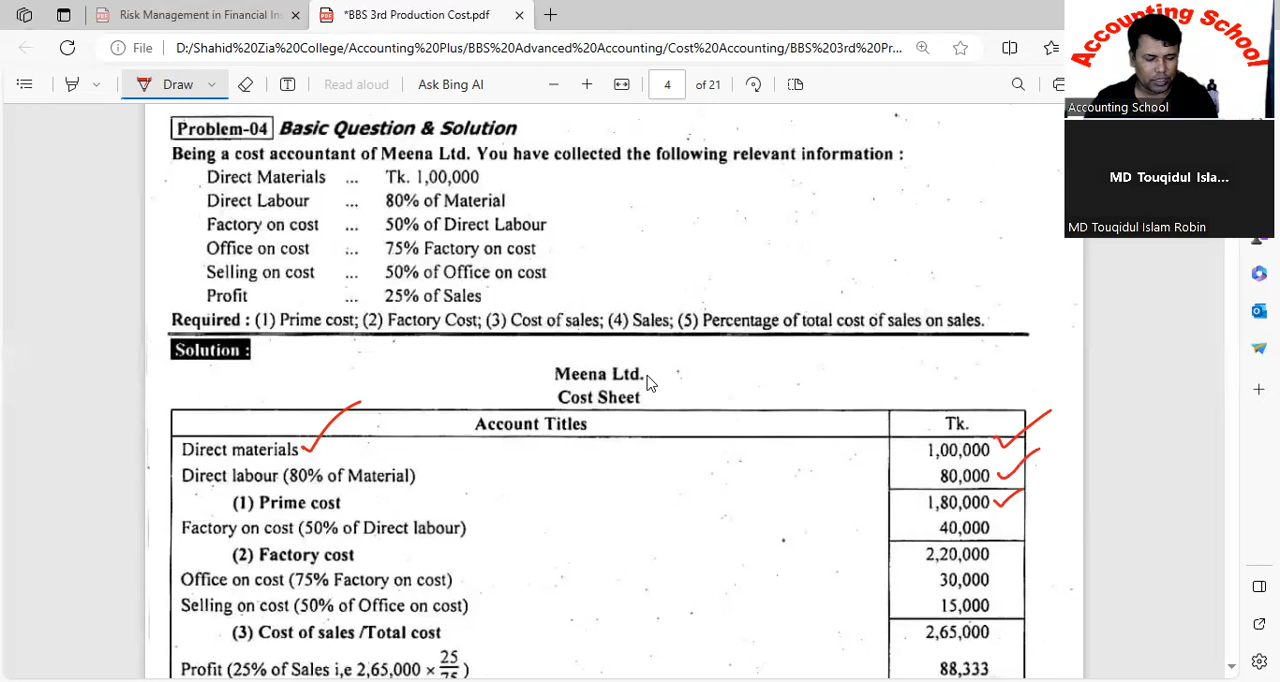 Risk Management in Financial Ins
*BBS 3rd Production Cost.pdf
File
D:/Shahid%20Zia%20College/Accounting%20Plus/BBS%20Advanced%20Accounting/Cost%20Accounting/BBS%203rd%20Pr...
Draw
Read aloud
Ask Bing AI
4 of 21
Accounting School
Accounting School
MD Touqidul Isla...
MD Touqidul Islam Robin
Problem-04 Basic Question & Solution
Being a cost accountant of Meena Ltd. You have collected the following relevant information :
Direct Materials ... Tk. 1,00,000
Direct Labour ... 80% of Material
Factory on cost ... 50% of Direct Labour
Office on cost ... 75% Factory on cost
Selling on cost ... 50% of Office on cost
Profit ... 25% of Sales
Required : (1) Prime cost; (2) Factory Cost; (3) Cost of sales; (4) Sales; (5) Percentage of total cost of sales on sales.
Solution :
Meena Ltd.
Cost Sheet
Account Titles Tk.
Direct materials 1,00,000
Direct labour (80% of Material) 80,000
(1) Prime cost 1,80,000
Factory on cost (50% of Direct labour) 40,000
(2) Factory cost 2,20,000
Office on cost (75% Factory on cost) 30,000
Selling on cost (50% of Office on cost) 15,000
(3) Cost of sales /Total cost 2,65,000
Profit (25% of Sales i,e 2,65,000 × 25/75) 88,333